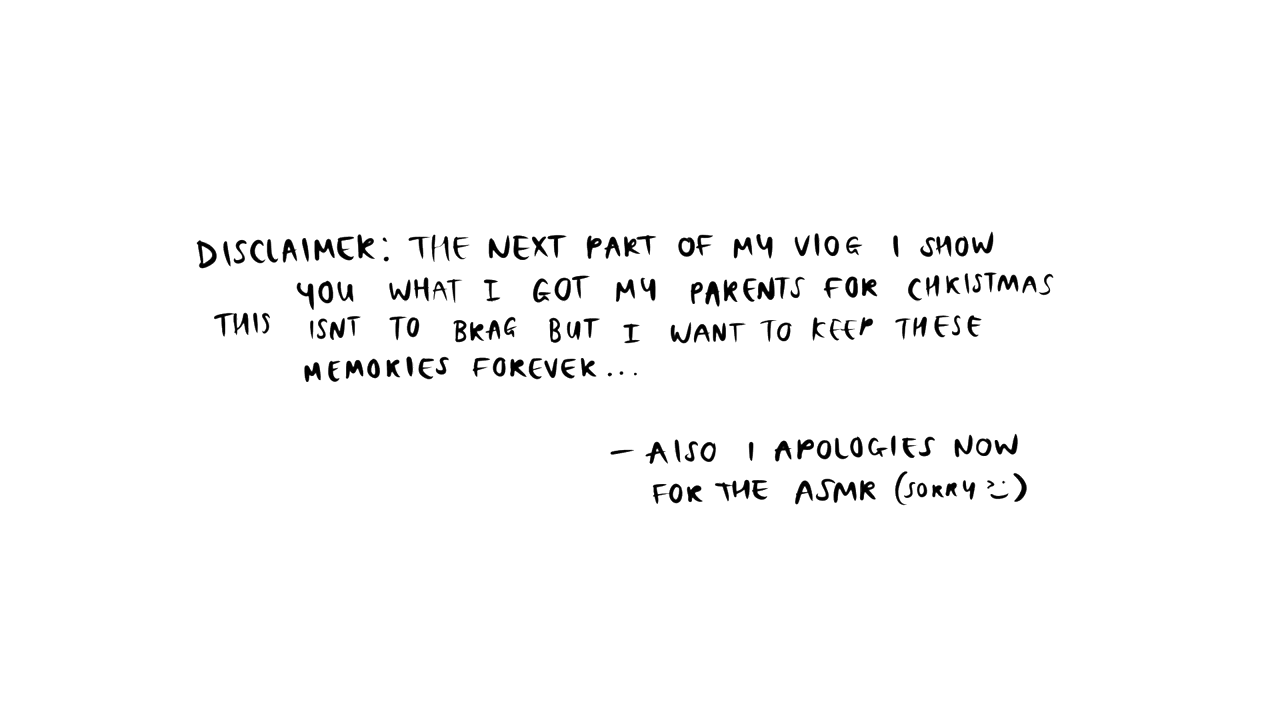 DISCLAIMER: THE NEXT PART OF MY VLOG I SHOW
YOU WHAT I GOT MY PARENTS FOR CHRISTMAS
THIS ISNT TO BRAG BUT I WANT TO KEEP THESE
MEMORIES FOREVER...
- ALSO I APOLOGIES NOW
FOR THE ASMR (SORRY :))